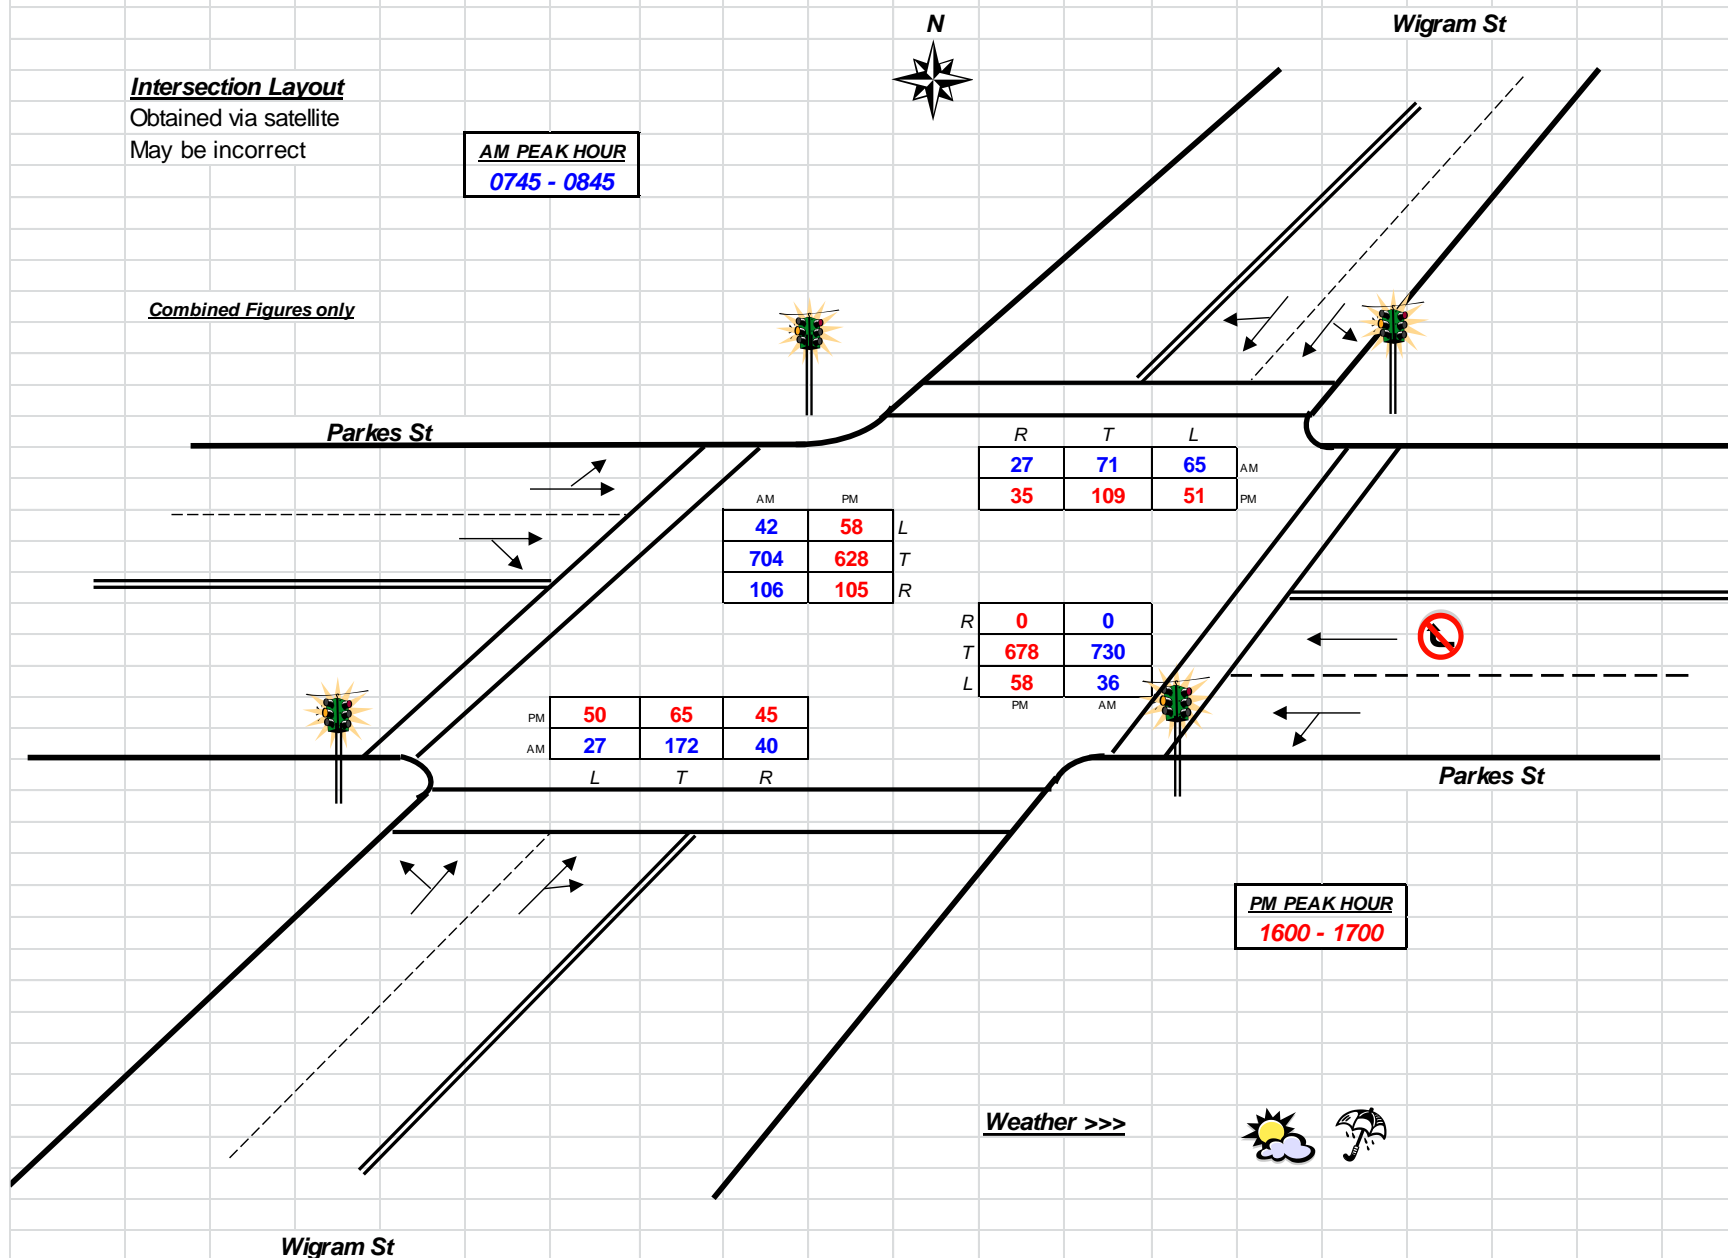 N
Wigram St
Intersection Layout
Obtained via satellite
May be incorrect
AM PEAK HOUR
0745 - 0845
Combined Figures only
Parkes St
R T L
27 71 65 AM
35 109 51 PM
AM PM
42 58 L
704 628 T
106 105 R
R 0 0
T 678 730
L 58 36
PM AM
PM 50 65 45
AM 27 172 40
L T R
Parkes St
PM PEAK HOUR
1600 - 1700
Weather >>>
Wigram St